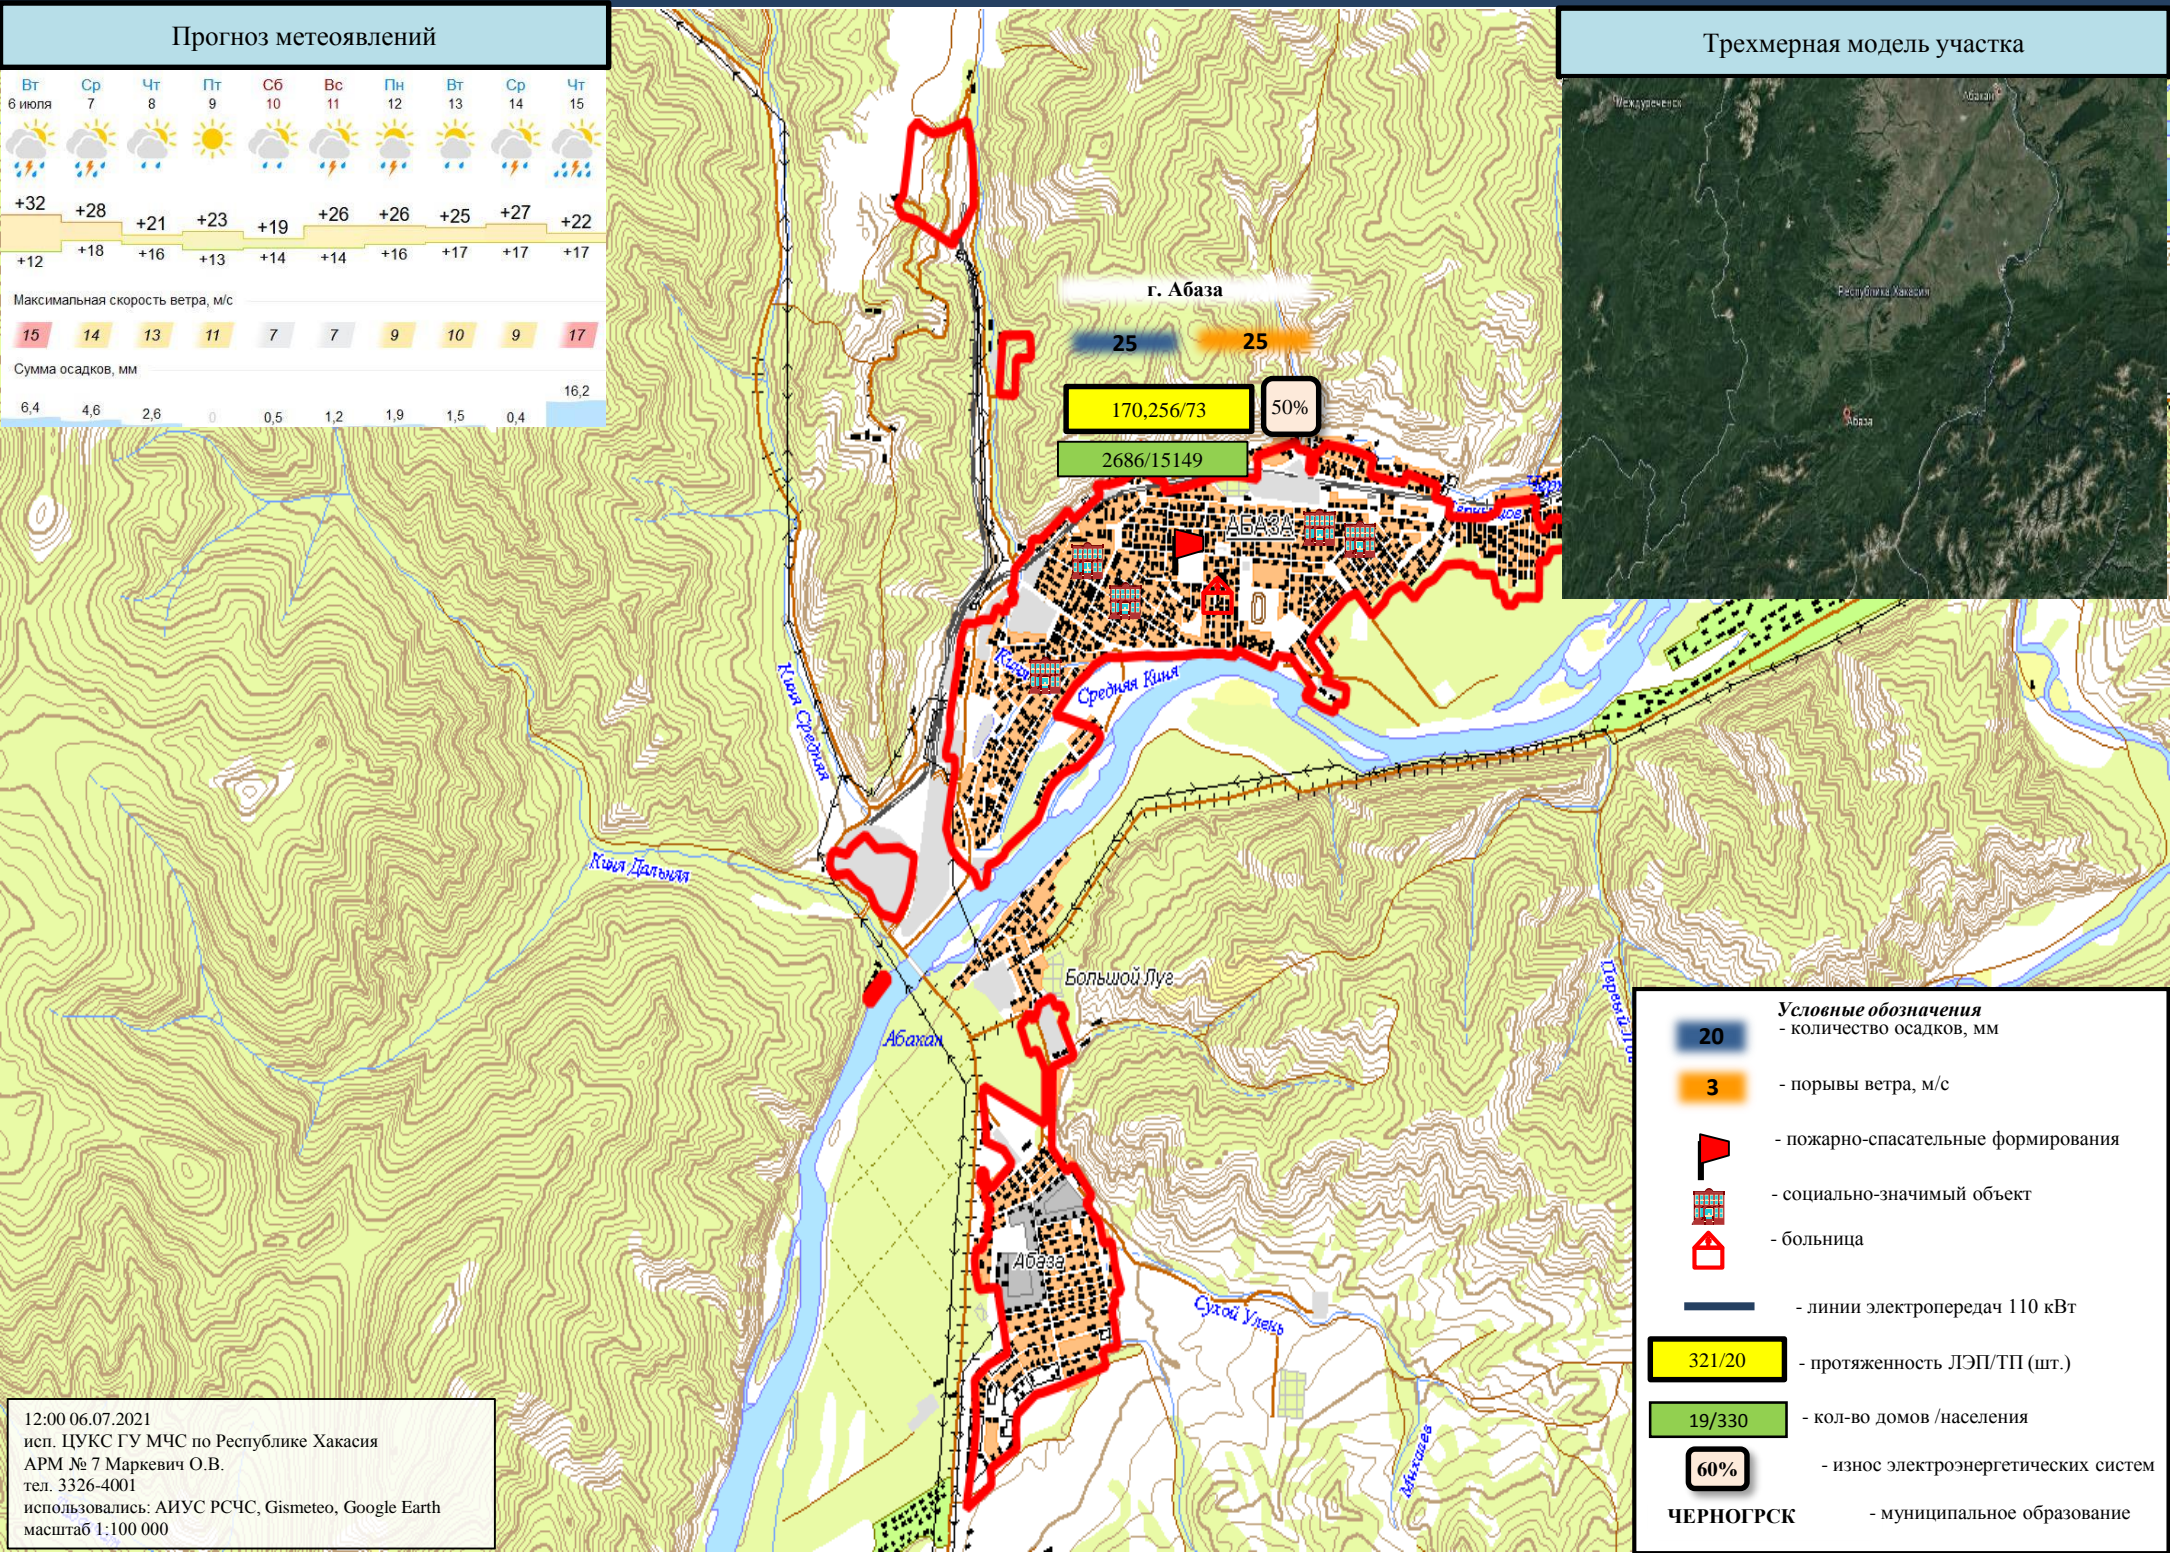 Прогноз метеоявлений
Вт Ср Чт Пт Сб Вс Пн Вт Ср Чт
6 июля 7 8 9 10 11 12 13 14 15
+32 +28 +21 +23 +19 +26 +26 +25 +27 +22
+12 +18 +16 +13 +14 +14 +16 +17 +17 +17
Максимальная скорость ветра, м/с
15 14 13 11 7 7 9 10 9 17
Сумма осадков, мм
6,4 4,6 2,6 0 0,5 1,2 1,9 1,5 0,4 16,2
Трехмерная модель участка
Междуреченск
Абакан
Республика Хакасия
Абаза
г. Абаза
25 25
170,256/73 50%
2686/15149
АБАЗА
Средняя Киня
Киня Средняя
Киня Дальняя
Большой Луг
Абакан
Абаза
Сухой Улень
Условные обозначения
20 - количество осадков, мм
3 - порывы ветра, м/с
- пожарно-спасательные формирования
- социально-значимый объект
- больница
- линии электропередач 110 кВт
321/20 - протяженность ЛЭП/ТП (шт.)
19/330 - кол-во домов /населения
60% - износ электроэнергетических систем
ЧЕРНОГРСК - муниципальное образование
12:00 06.07.2021
исп. ЦУКС ГУ МЧС по Республике Хакасия
АРМ № 7 Маркевич О.В.
тел. 3326-4001
использовались: АИУС РСЧС, Gismeteo, Google Earth
масштаб 1:100 000